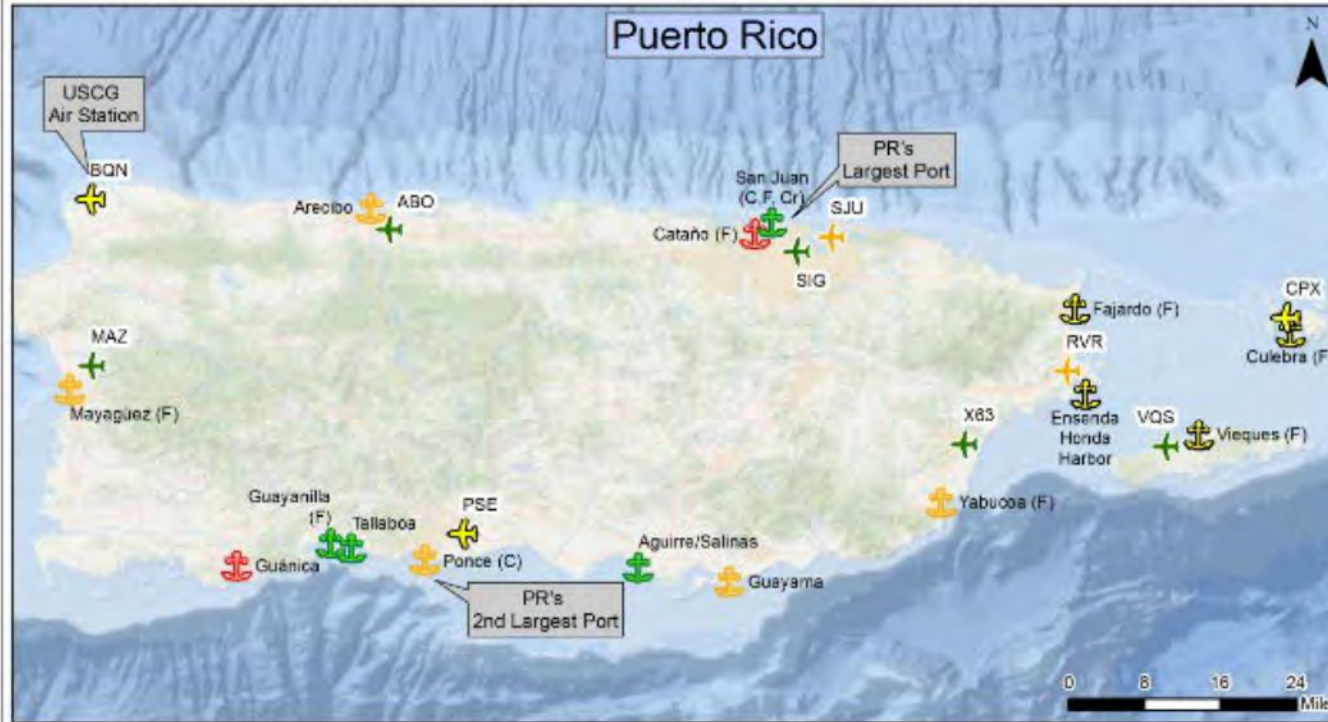 Puerto Rico
N
USCG
Air Station
BQN
PR's
Largest Port
San Juan
(C,F, Cr)
SJU
Arecibo
ABO
Cataño (F)
SIG
CPX
Fajardo (F)
Culebra (F
MAZ
RVR
Mayagüez (F)
X63
Ensenda
Honda
Harbor
VQS
Vieques (F)
Guayanilla
(F)
Tallaboa
PSE
Yabucoa (F)
Aguirre/Salinas
Guánica
Ponce (C)
Guayama
PR's
2nd Largest Port
0 8 16 24
Mile